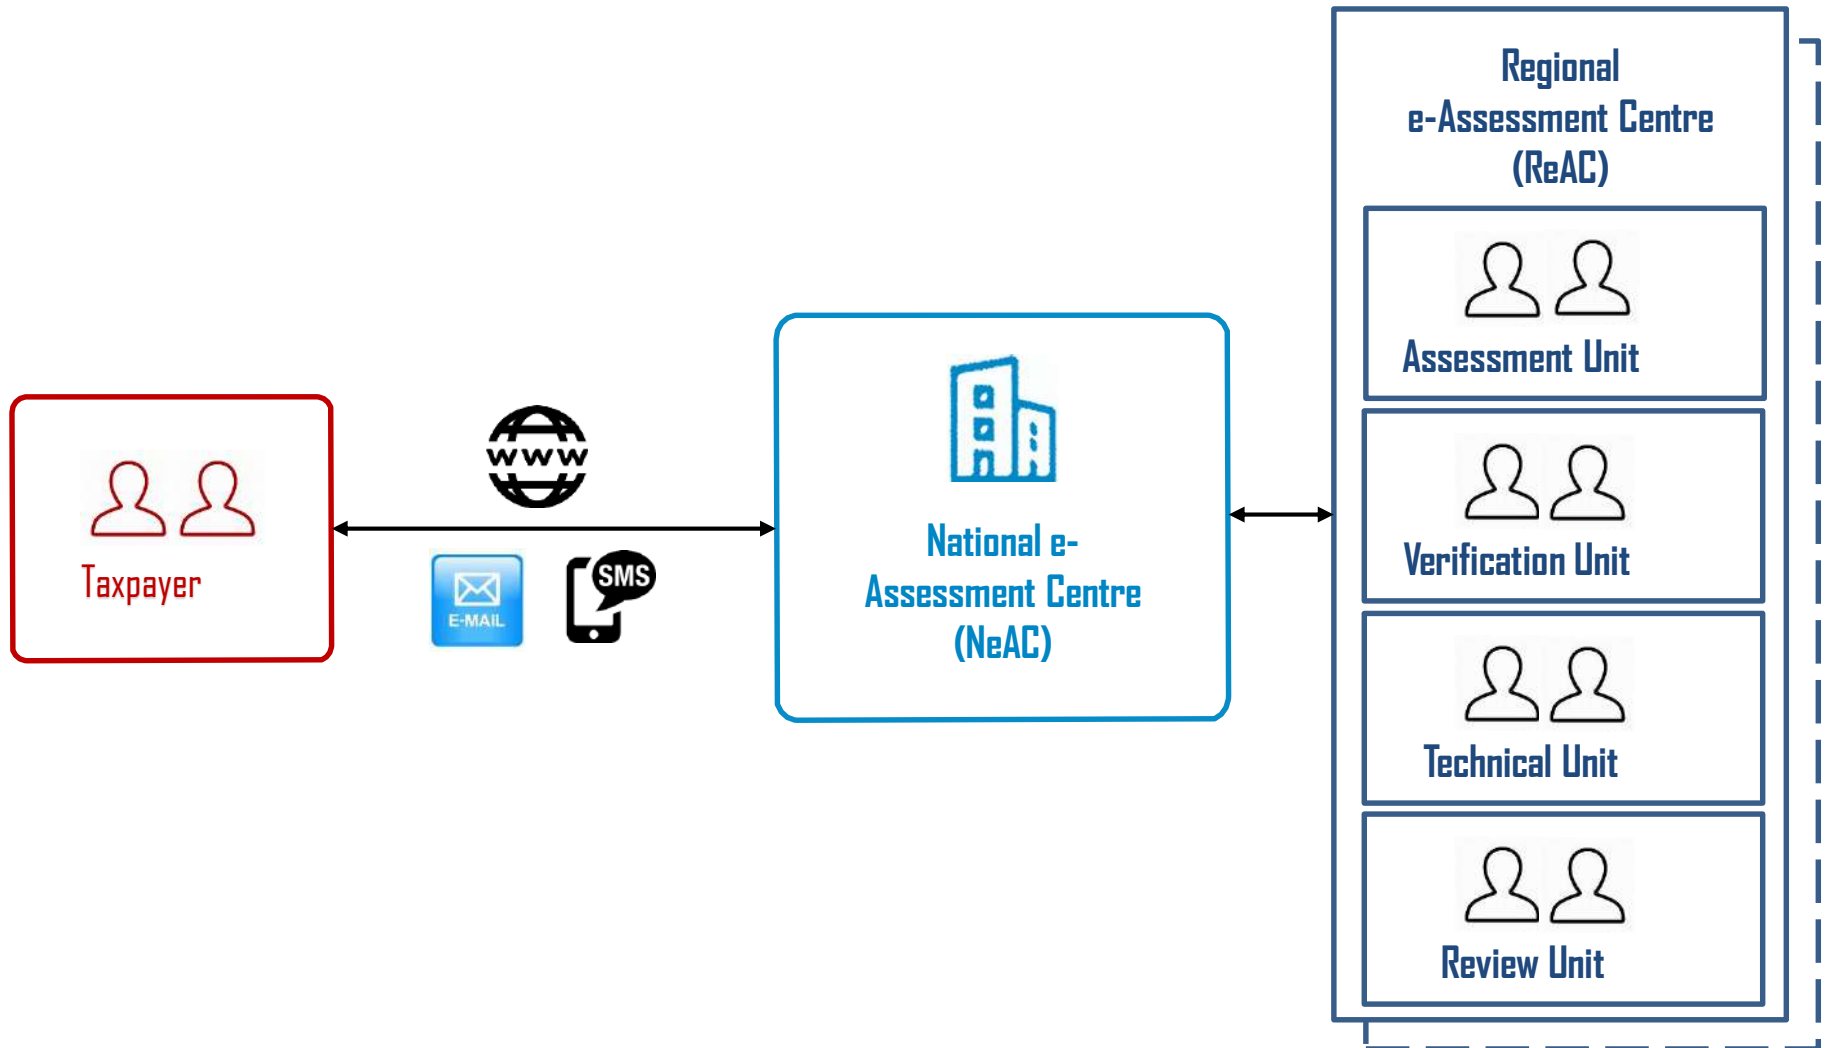 Taxpayer
WWW
E-MAIL
SMS
National e-
Assessment Centre
(NeAC)
Regional
e-Assessment Centre
(ReAC)
Assessment Unit
Verification Unit
Technical Unit
Review Unit